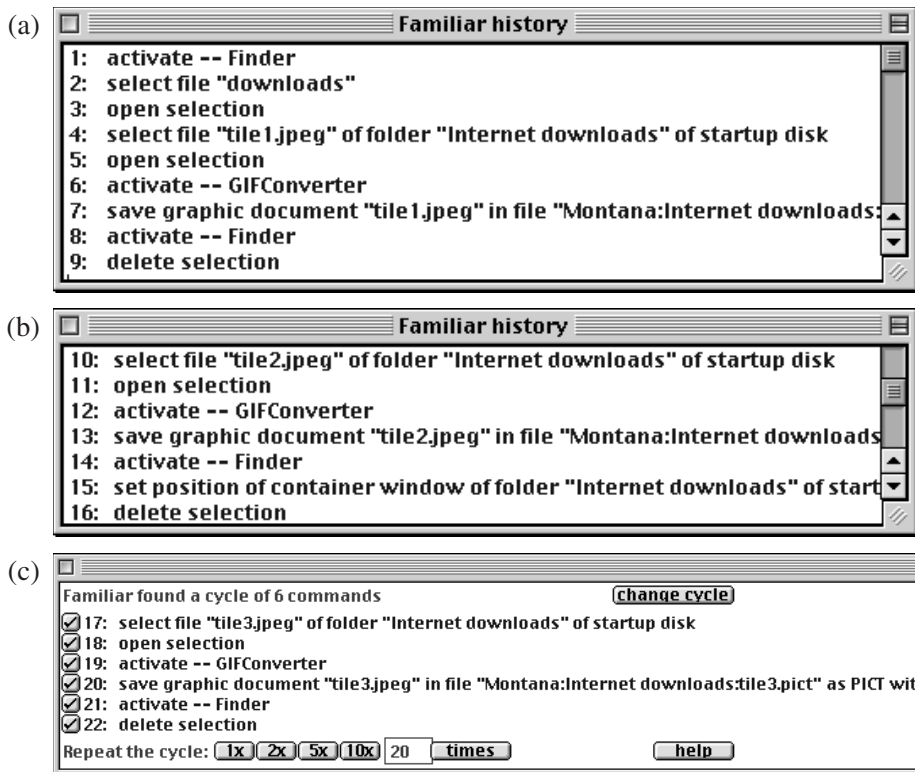 (a)
Familiar history
1: activate -- Finder
2: select file "downloads"
3: open selection
4: select file "tile1.jpeg" of folder "Internet downloads" of startup disk
5: open selection
6: activate -- GIFConverter
7: save graphic document "tile1.jpeg" in file "Montana:Internet downloads:
8: activate -- Finder
9: delete selection
(b)
Familiar history
10: select file "tile2.jpeg" of folder "Internet downloads" of startup disk
11: open selection
12: activate -- GIFConverter
13: save graphic document "tile2.jpeg" in file "Montana:Internet downloads
14: activate -- Finder
15: set position of container window of folder "Internet downloads" of start
16: delete selection
(c)
Familiar found a cycle of 6 commands change cycle
17: select file "tile3.jpeg" of folder "Internet downloads" of startup disk
18: open selection
19: activate -- GIFConverter
20: save graphic document "tile3.jpeg" in file "Montana:Internet downloads:tile3.pict" as PICT wit
21: activate -- Finder
22: delete selection
Repeat the cycle: 1x 2x 5x 10x 20 times help